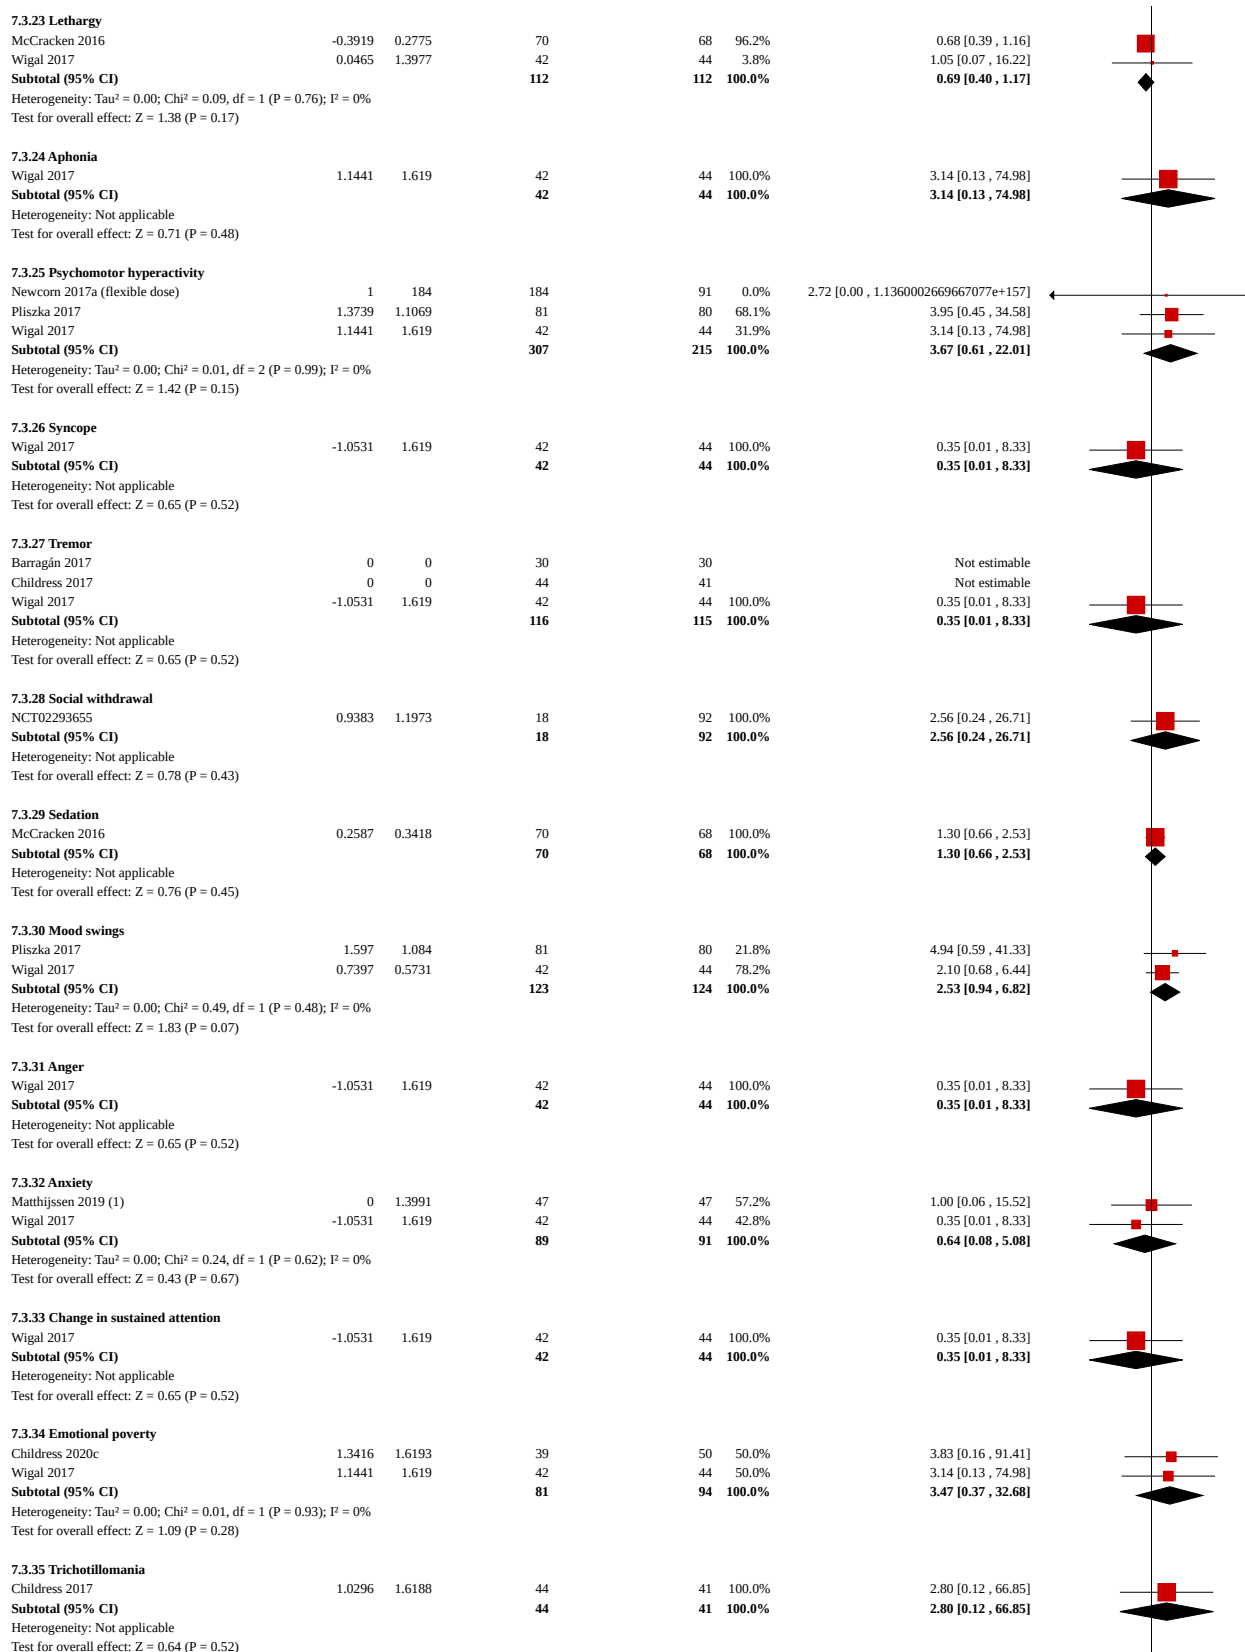 7.3.23 Lethargy
McCracken 2016 -0.3919 0.2775 70 68 96.2% 0.68 [0.39 , 1.16]
Wigal 2017 0.0465 1.3977 42 44 3.8% 1.05 [0.07 , 16.22]
Subtotal (95% CI) 112 112 100.0% 0.69 [0.40 , 1.17]
Heterogeneity: Tau² = 0.00; Chi² = 0.09, df = 1 (P = 0.76); I² = 0%
Test for overall effect: Z = 1.38 (P = 0.17)
7.3.24 Aphonia
Wigal 2017 1.1441 1.619 42 44 100.0% 3.14 [0.13 , 74.98]
Subtotal (95% CI) 42 44 100.0% 3.14 [0.13 , 74.98]
Heterogeneity: Not applicable
Test for overall effect: Z = 0.71 (P = 0.48)
7.3.25 Psychomotor hyperactivity
Newcorn 2017a (flexible dose) 1 184 184 91 0.0% 2.72 [0.00 , 1.1360002669667077e+157]
Pliszka 2017 1.3739 1.1069 81 80 68.1% 3.95 [0.45 , 34.58]
Wigal 2017 1.1441 1.619 42 44 31.9% 3.14 [0.13 , 74.98]
Subtotal (95% CI) 307 215 100.0% 3.67 [0.61 , 22.01]
Heterogeneity: Tau² = 0.00; Chi² = 0.01, df = 2 (P = 0.99); I² = 0%
Test for overall effect: Z = 1.42 (P = 0.15)
7.3.26 Syncope
Wigal 2017 -1.0531 1.619 42 44 100.0% 0.35 [0.01 , 8.33]
Subtotal (95% CI) 42 44 100.0% 0.35 [0.01 , 8.33]
Heterogeneity: Not applicable
Test for overall effect: Z = 0.65 (P = 0.52)
7.3.27 Tremor
Barragán 2017 0 0 30 30 Not estimable
Childress 2017 0 0 44 41 Not estimable
Wigal 2017 -1.0531 1.619 42 44 100.0% 0.35 [0.01 , 8.33]
Subtotal (95% CI) 116 115 100.0% 0.35 [0.01 , 8.33]
Heterogeneity: Not applicable
Test for overall effect: Z = 0.65 (P = 0.52)
7.3.28 Social withdrawal
NCT02293655 0.9383 1.1973 18 92 100.0% 2.56 [0.24 , 26.71]
Subtotal (95% CI) 18 92 100.0% 2.56 [0.24 , 26.71]
Heterogeneity: Not applicable
Test for overall effect: Z = 0.78 (P = 0.43)
7.3.29 Sedation
McCracken 2016 0.2587 0.3418 70 68 100.0% 1.30 [0.66 , 2.53]
Subtotal (95% CI) 70 68 100.0% 1.30 [0.66 , 2.53]
Heterogeneity: Not applicable
Test for overall effect: Z = 0.76 (P = 0.45)
7.3.30 Mood swings
Pliszka 2017 1.597 1.084 81 80 21.8% 4.94 [0.59 , 41.33]
Wigal 2017 0.7397 0.5731 42 44 78.2% 2.10 [0.68 , 6.44]
Subtotal (95% CI) 123 124 100.0% 2.53 [0.94 , 6.82]
Heterogeneity: Tau² = 0.00; Chi² = 0.49, df = 1 (P = 0.48); I² = 0%
Test for overall effect: Z = 1.83 (P = 0.07)
7.3.31 Anger
Wigal 2017 -1.0531 1.619 42 44 100.0% 0.35 [0.01 , 8.33]
Subtotal (95% CI) 42 44 100.0% 0.35 [0.01 , 8.33]
Heterogeneity: Not applicable
Test for overall effect: Z = 0.65 (P = 0.52)
7.3.32 Anxiety
Matthijssen 2019 (1) 0 1.3991 47 47 57.2% 1.00 [0.06 , 15.52]
Wigal 2017 -1.0531 1.619 42 44 42.8% 0.35 [0.01 , 8.33]
Subtotal (95% CI) 89 91 100.0% 0.64 [0.08 , 5.08]
Heterogeneity: Tau² = 0.00; Chi² = 0.24, df = 1 (P = 0.62); I² = 0%
Test for overall effect: Z = 0.43 (P = 0.67)
7.3.33 Change in sustained attention
Wigal 2017 -1.0531 1.619 42 44 100.0% 0.35 [0.01 , 8.33]
Subtotal (95% CI) 42 44 100.0% 0.35 [0.01 , 8.33]
Heterogeneity: Not applicable
Test for overall effect: Z = 0.65 (P = 0.52)
7.3.34 Emotional poverty
Childress 2020c 1.3416 1.6193 39 50 50.0% 3.83 [0.16 , 91.41]
Wigal 2017 1.1441 1.619 42 44 50.0% 3.14 [0.13 , 74.98]
Subtotal (95% CI) 81 94 100.0% 3.47 [0.37 , 32.68]
Heterogeneity: Tau² = 0.00; Chi² = 0.01, df = 1 (P = 0.93); I² = 0%
Test for overall effect: Z = 1.09 (P = 0.28)
7.3.35 Trichotillomania
Childress 2017 1.0296 1.6188 44 41 100.0% 2.80 [0.12 , 66.85]
Subtotal (95% CI) 44 41 100.0% 2.80 [0.12 , 66.85]
Heterogeneity: Not applicable
Test for overall effect: Z = 0.64 (P = 0.52)